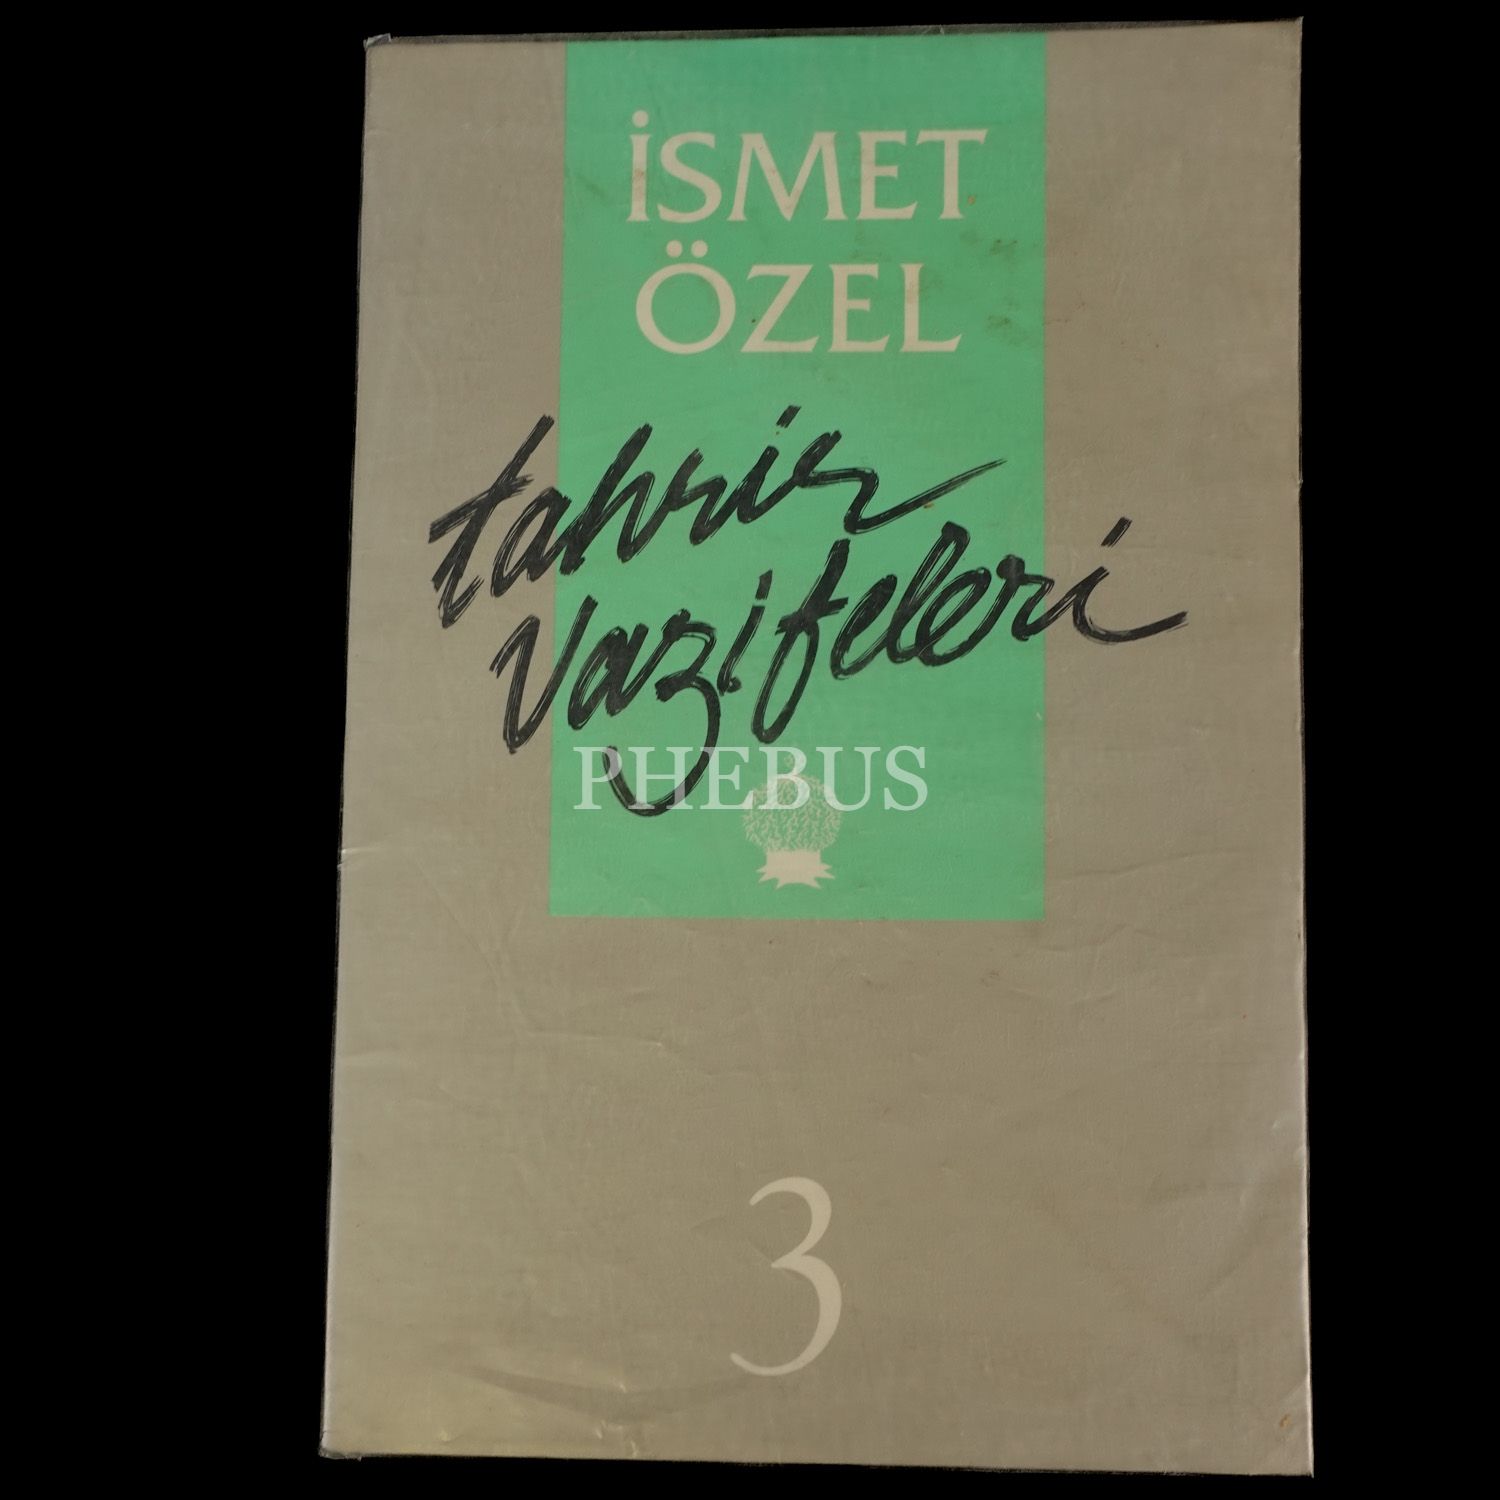 İSMET
ÖZEL
tahrir
vazifeleri
PHEBUS
3